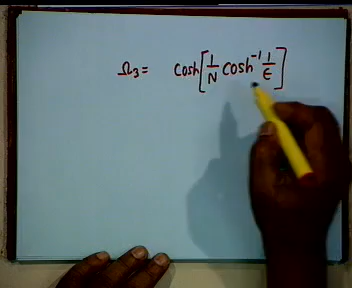 Ω₃ = cosh[1/N cosh⁻¹ 1/ϵ]